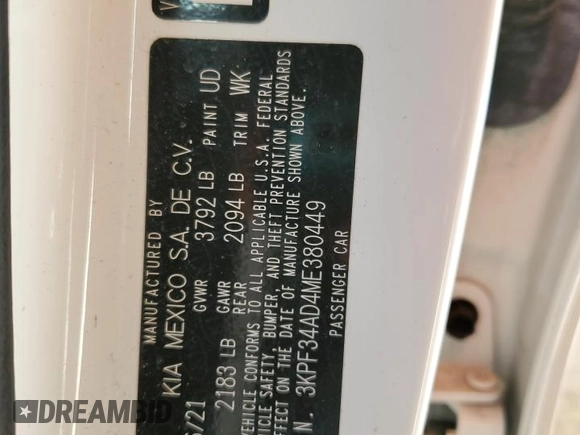 MANUFACTURED BY
KIA MEXICO S.A. DE C.V.
/21 GVWR 3792 LB PAINT UD
2183 LB GAWR REAR 2094 LB TRIM WK
VEHICLE CONFORMS TO ALL APPLICABLE U.S.A. FEDERAL
VEHICLE SAFETY, BUMPER, AND THEFT PREVENTION STANDARDS
EFFECT ON THE DATE OF MANUFACTURE SHOWN ABOVE.
N. 3KPF34AD4ME380449
PASSENGER CAR
DREAMBID